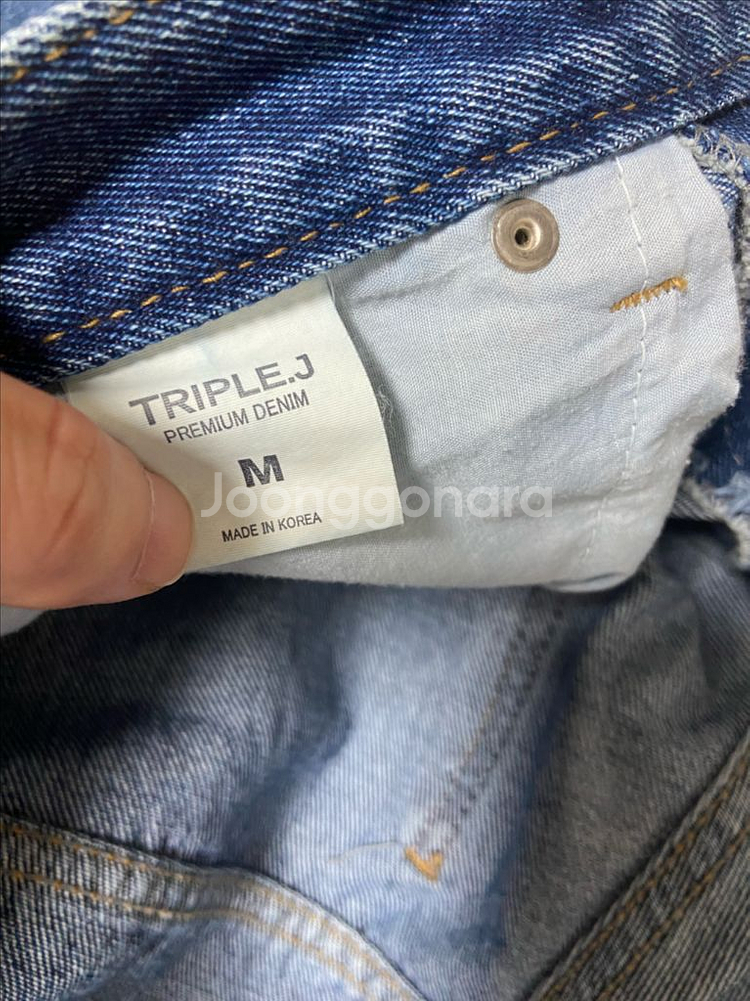 TRIPLE.J
PREMIUM DENIM
M
Joonggonara
MADE IN KOREA